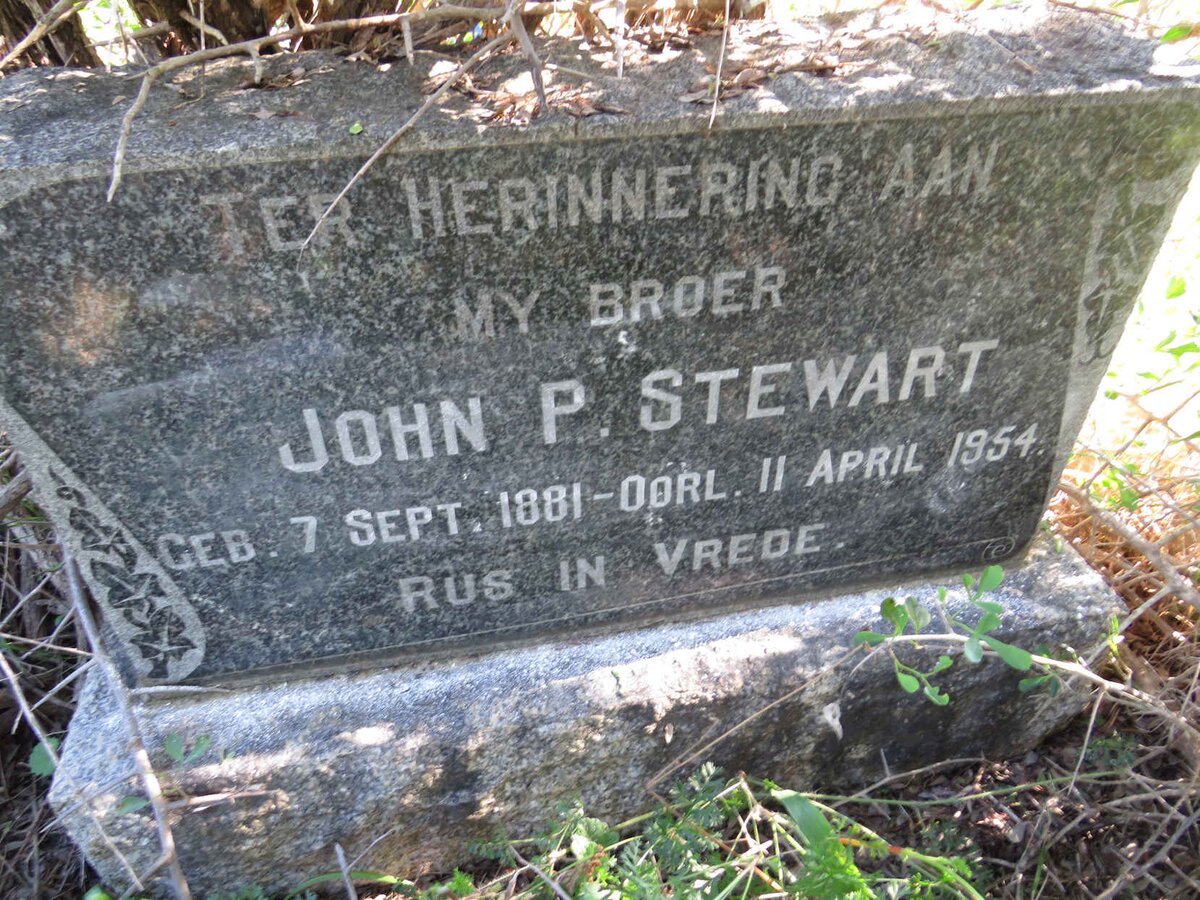 TER HERINNERING AAN
MY BROER
JOHN P. STEWART
GEB. 7 SEPT. 1881 - OORL. 11 APRIL 1954.
RUS IN VREDE.